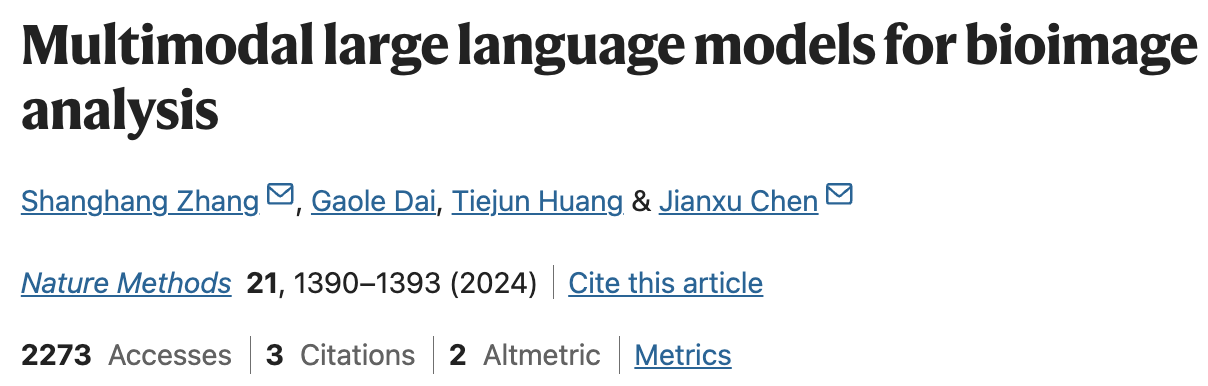 Multimodal large language models for bioimage
analysis
Shanghang Zhang, Gaole Dai, Tiejun Huang & Jianxu Chen
Nature Methods 21, 1390–1393 (2024) Cite this article
2273 Accesses 3 Citations 2 Altmetric Metrics